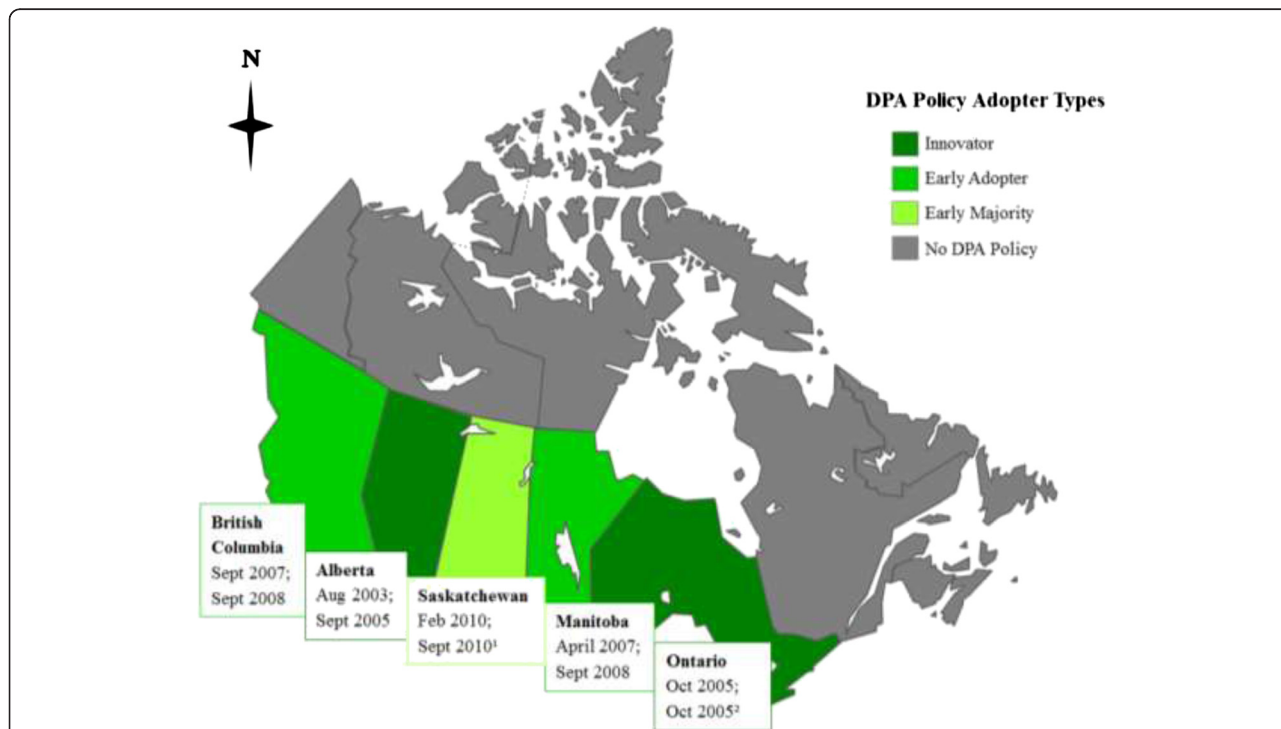 N
DPA Policy Adopter Types
Innovator
Early Adopter
Early Majority
No DPA Policy
British
Columbia
Sept 2007;
Sept 2008
Alberta
Aug 2003;
Sept 2005
Saskatchewan
Feb 2010;
Sept 2010¹
Manitoba
April 2007;
Sept 2008
Ontario
Oct 2005;
Oct 2005²